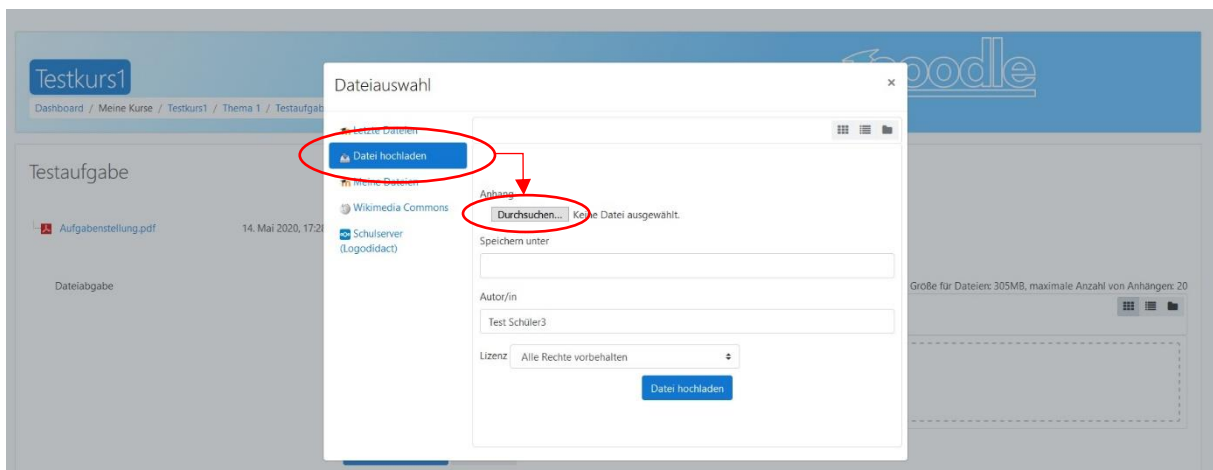 Testkurs1
moodle
Dashboard / Meine Kurse / Testkurs1 / Thema 1 / Testaufgab
Testaufgabe
Aufgabenstellung.pdf 14. Mai 2020, 17:28
Dateiabgabe
Größe für Dateien: 305MB, maximale Anzahl von Anhängen: 20
Dateiauswahl ×
Letzte Dateien
Datei hochladen
Meine Dateien
Wikimedia Commons
Schulserver
(Logodidact)
Anhang
Durchsuchen... Keine Datei ausgewählt.
Speichern unter
Autor/in
Test Schüler3
Lizenz Alle Rechte vorbehalten
Datei hochladen